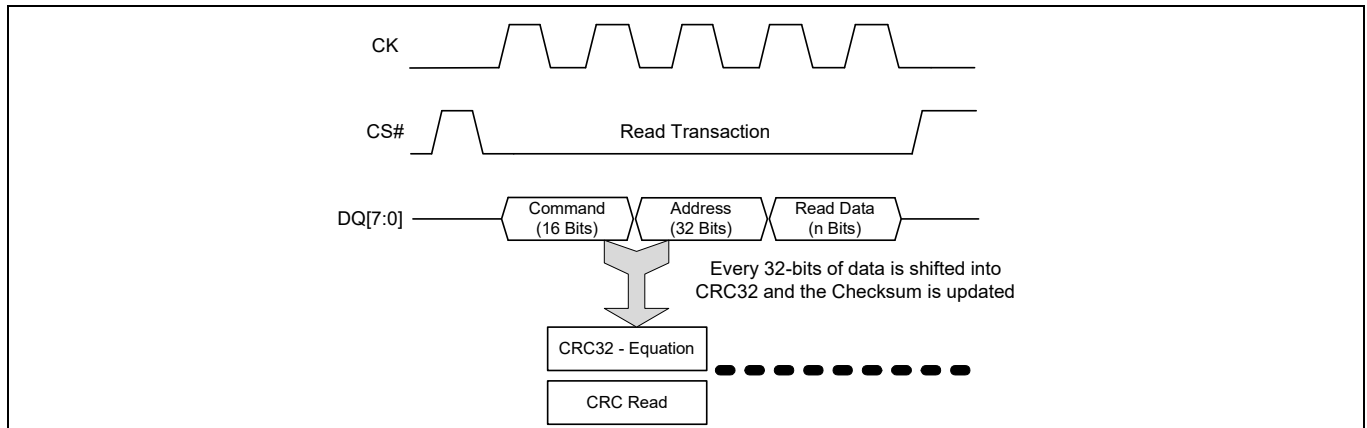 CK
CS#
Read Transaction
DQ[7:0]
Command
(16 Bits)
Address
(32 Bits)
Read Data
(n Bits)
Every 32-bits of data is shifted into
CRC32 and the Checksum is updated
CRC32 - Equation
CRC Read